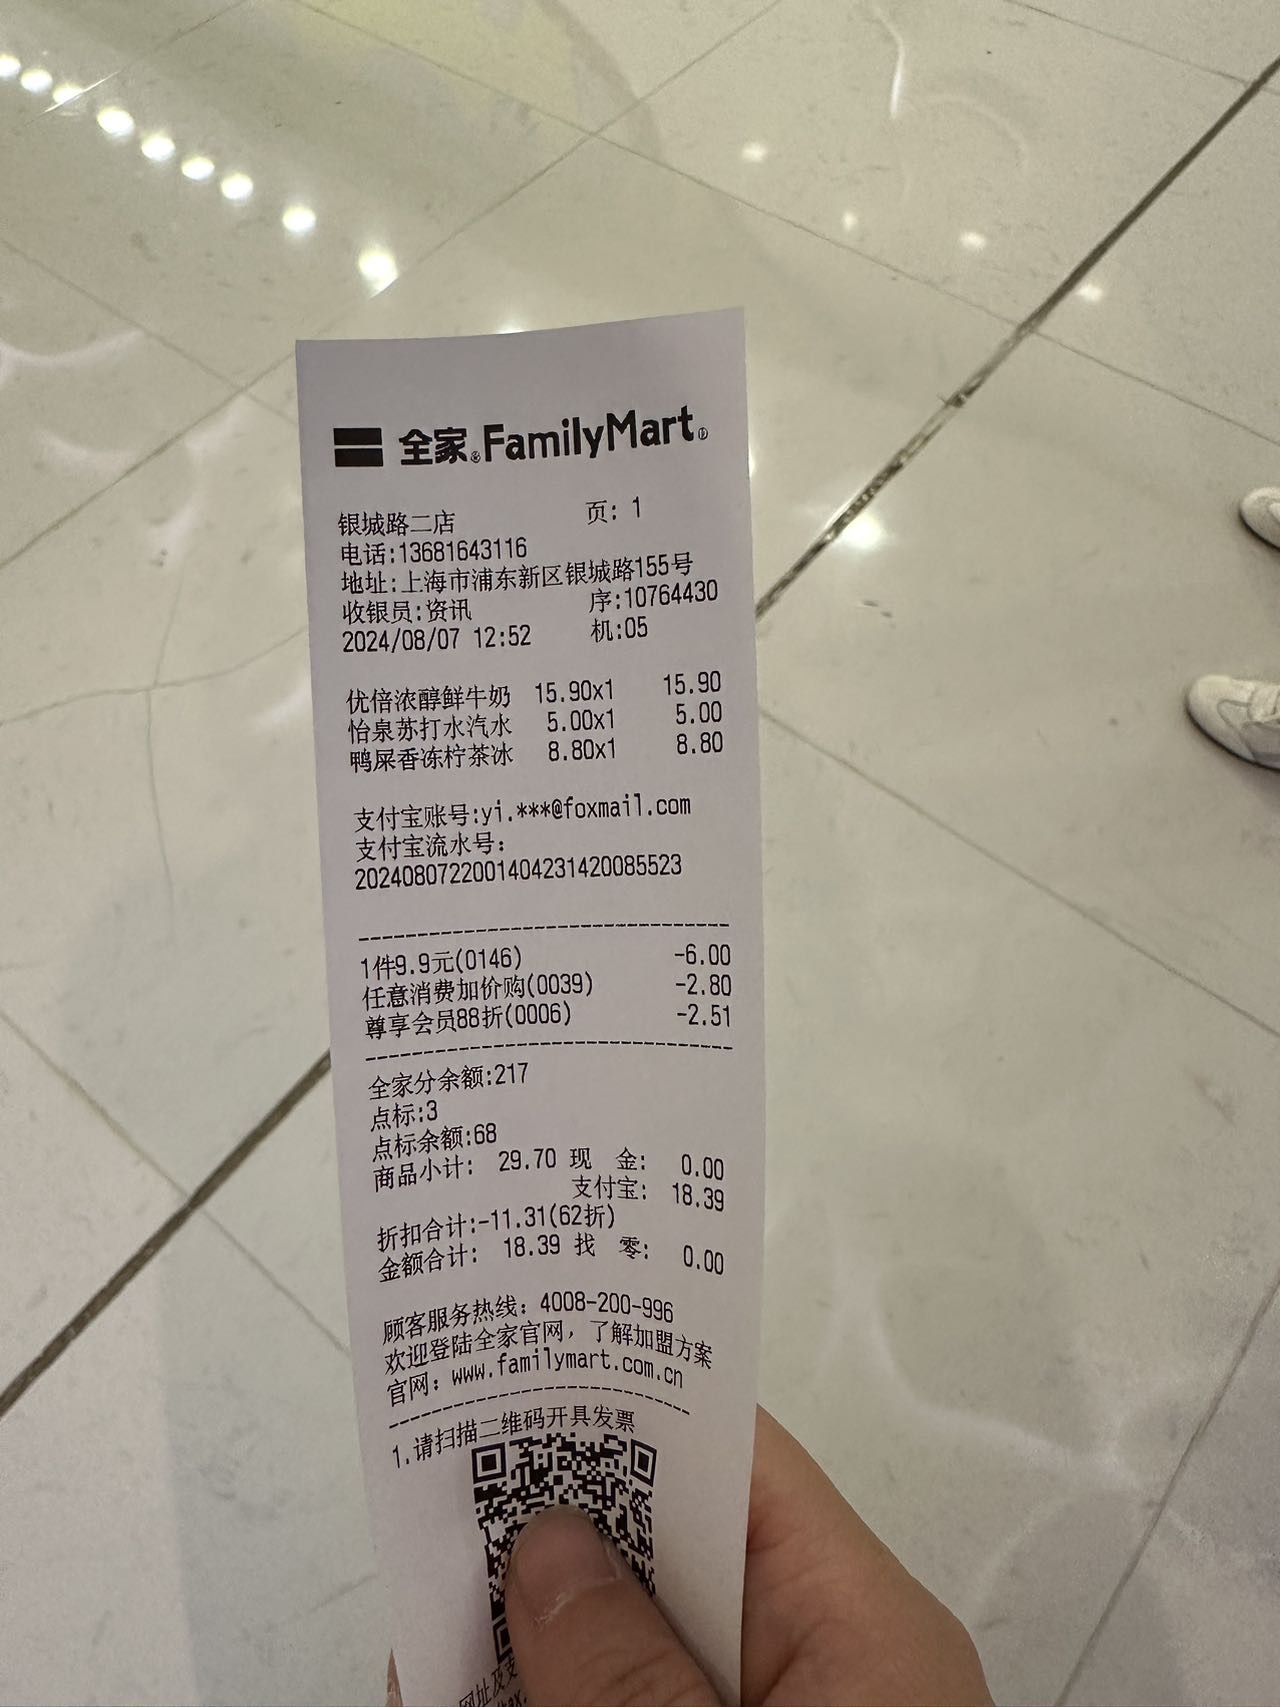 全家®FamilyMart®
银城路二店 页: 1
电话:13681643116
地址:上海市浦东新区银城路155号
收银员:资讯 序:10764430
2024/08/07 12:52 机:05
优倍浓醇鲜牛奶 15.90x1 15.90
怡泉苏打水汽水 5.00x1 5.00
鸭屎香冻柠茶冰 8.80x1 8.80
支付宝账号:yi.***@foxmail.com
支付宝流水号:
2024080722001404231420085523
1件9.9元(0146) -6.00
任意消费加价购(0039) -2.80
尊享会员88折(0006) -2.51
全家分余额:217
点标:3
点标余额:68
商品小计: 29.70 现 金: 0.00
支付宝: 18.39
折扣合计:-11.31(62折)
金额合计: 18.39 找 零: 0.00
顾客服务热线: 4008-200-996
欢迎登陆全家官网，了解加盟方案
官网: www.familymart.com.cn
1.请扫描二维码开具发票
网址及支